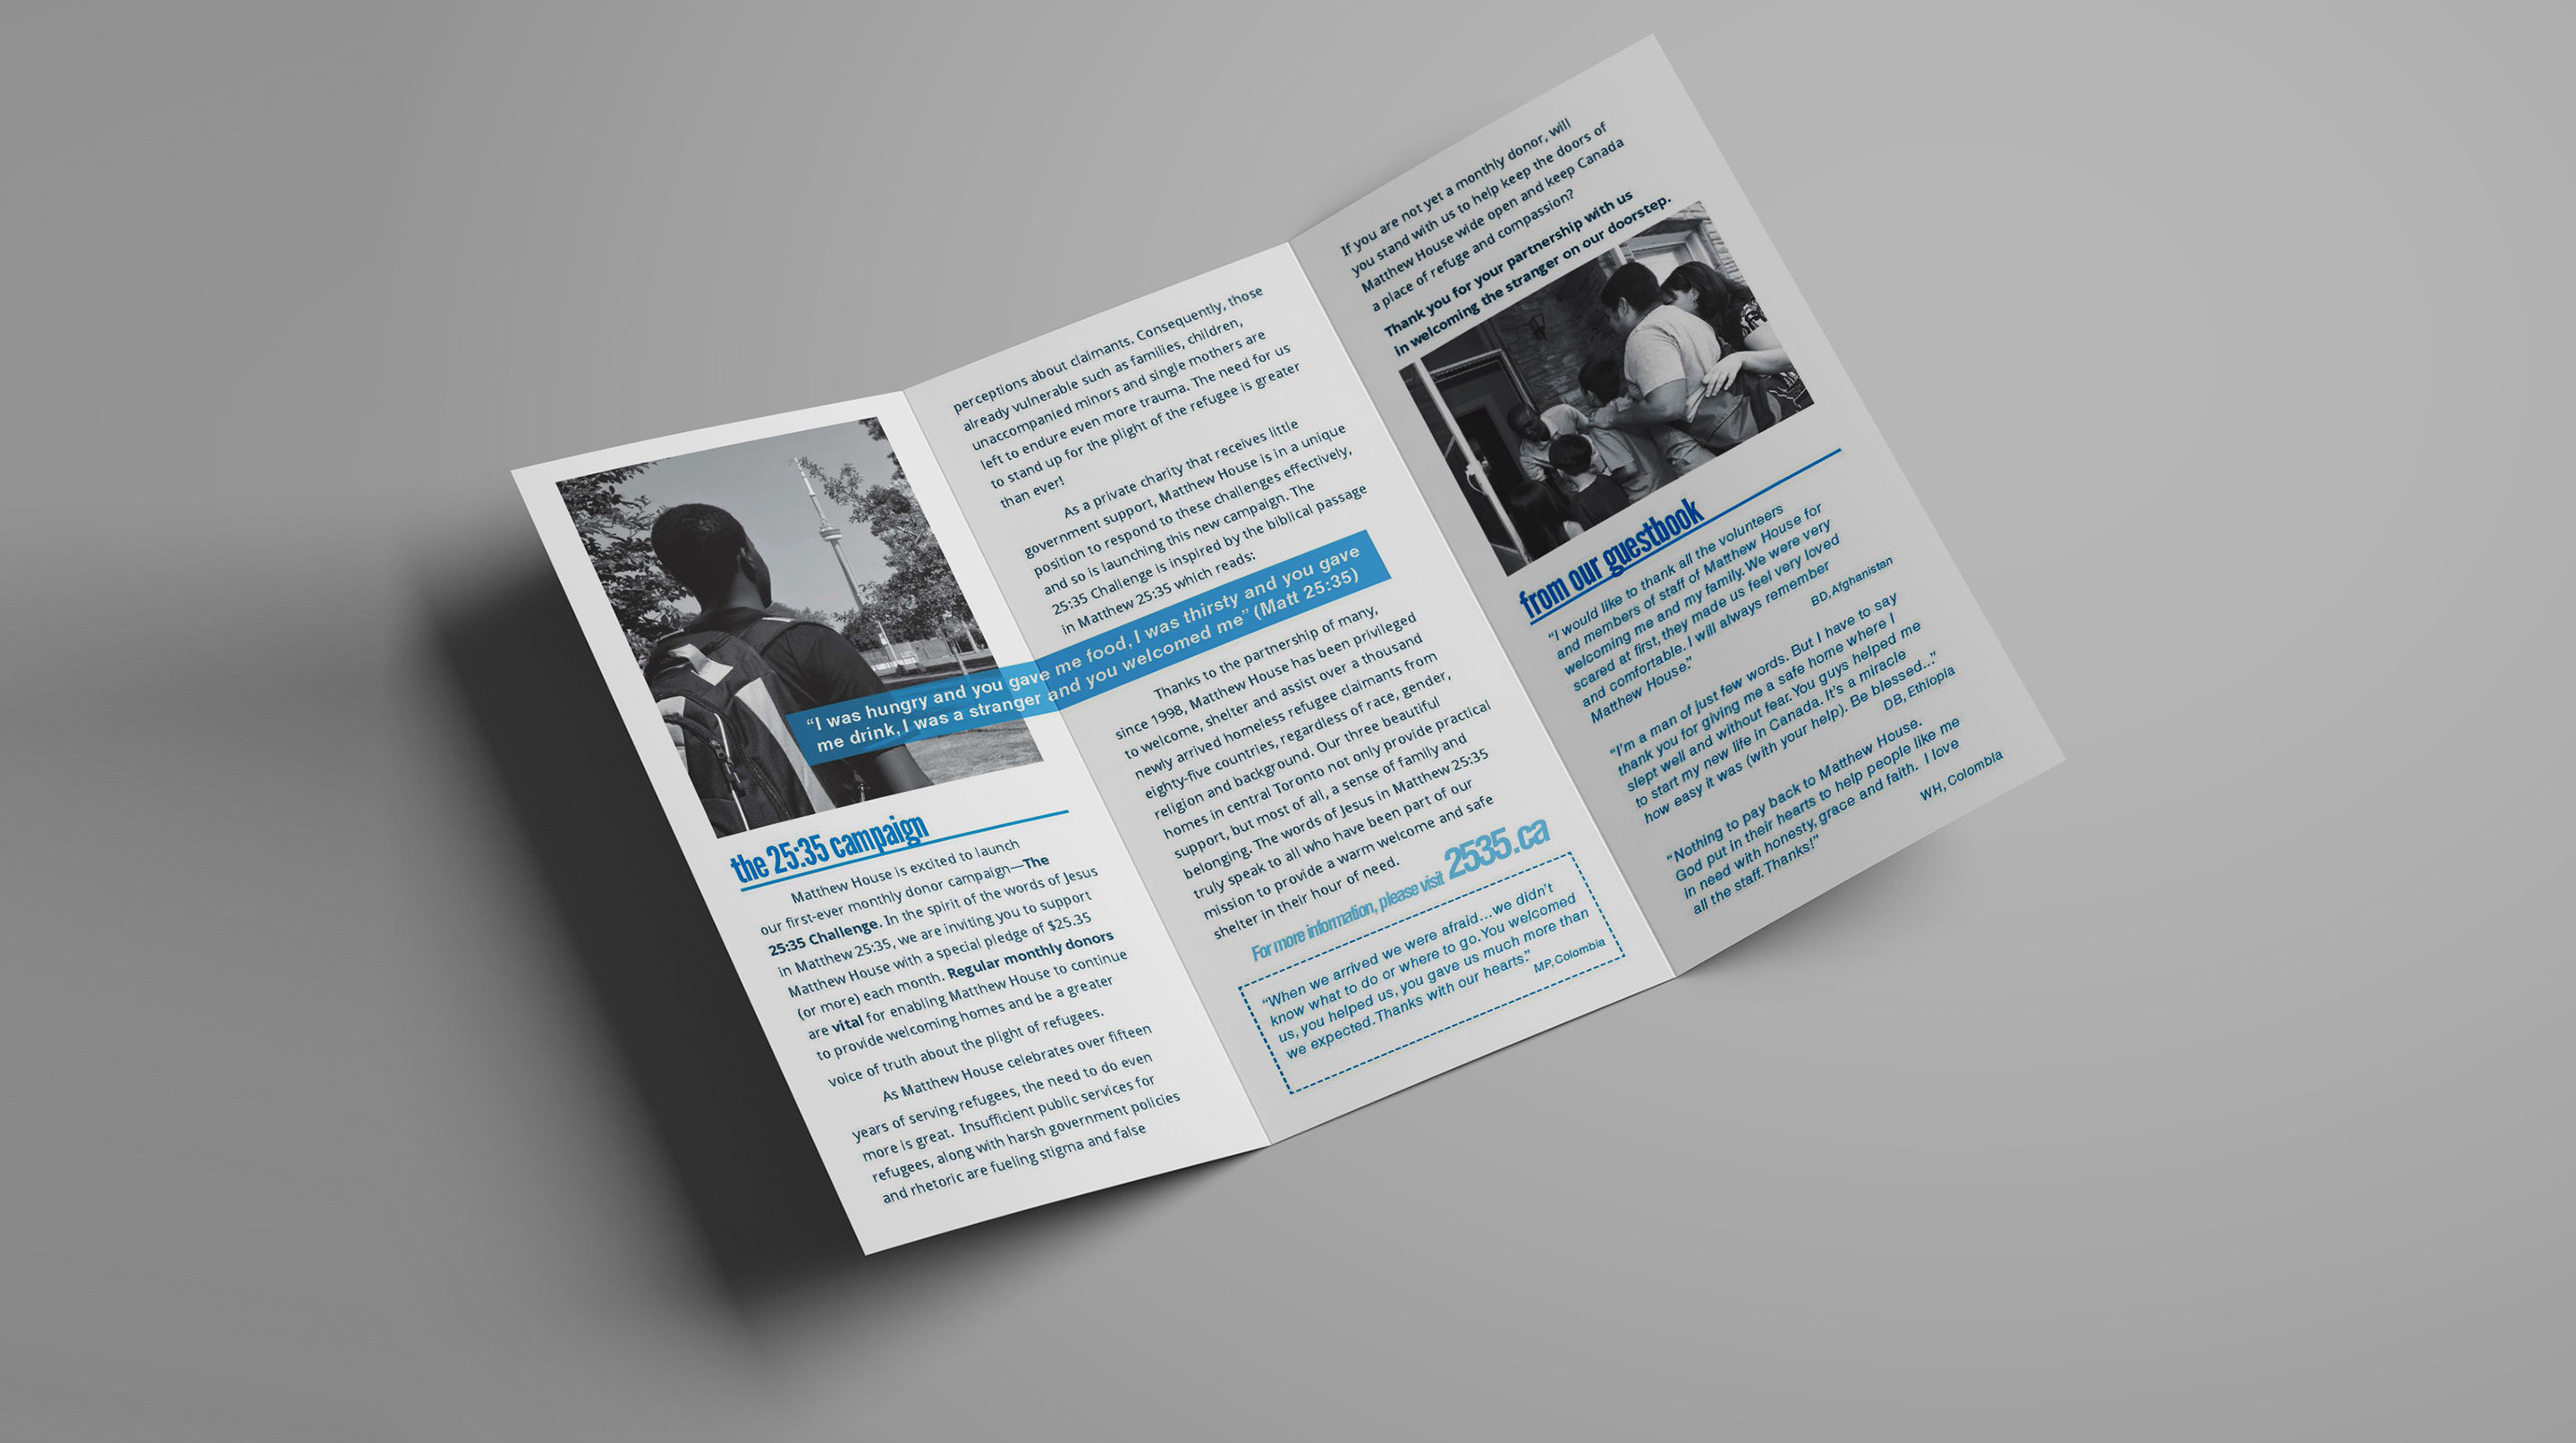 "I was hungry and you gave me food, I was thirsty and you gave
me drink, I was a stranger and you welcomed me" (Matt 25:35)
the 25:35 campaign
Matthew House is excited to launch
our first-ever monthly donor campaign—The
25:35 Challenge. In the spirit of the words of Jesus
in Matthew 25:35, we are inviting you to support
Matthew House with a special pledge of $25.35
(or more) each month. Regular monthly donors
are vital for enabling Matthew House to continue
to provide welcoming homes and be a greater
voice of truth about the plight of refugees.
As Matthew House celebrates over fifteen
years of serving refugees, the need to do even
more is great. Insufficient public services for
refugees, along with harsh government policies
and rhetoric are fueling stigma and false
perceptions about claimants. Consequently, those
already vulnerable such as families, children,
unaccompanied minors and single mothers are
left to endure even more trauma. The need for us
to stand up for the plight of the refugee is greater
than ever!
As a private charity that receives little
government support, Matthew House is in a unique
position to respond to these challenges effectively,
and so is launching this new campaign. The
25:35 Challenge is inspired by the biblical passage
in Matthew 25:35 which reads:
Thanks to the partnership of many,
since 1998, Matthew House has been privileged
to welcome, shelter and assist over a thousand
newly arrived homeless refugee claimants from
eighty-five countries, regardless of race, gender,
religion and background. Our three beautiful
homes in central Toronto not only provide practical
support, but most of all, a sense of family and
belonging. The words of Jesus in Matthew 25:35
truly speak to all who have been part of our
mission to provide a warm welcome and safe
shelter in their hour of need.
For more information, please visit 2535.ca
"When we arrived we were afraid...we didn't
know what to do or where to go. You welcomed
us, you helped us, you gave us much more than
we expected. Thanks with our hearts."
MP, Colombia
If you are not yet a monthly donor, will
you stand with us to help keep the doors of
Matthew House wide open and keep Canada
a place of refuge and compassion?
Thank you for your partnership with us
in welcoming the stranger on our doorstep.
from our guestbook
"I would like to thank all the volunteers
and members of staff of Matthew House for
welcoming me and my family. We were very
scared at first, they made us feel very loved
and comfortable. I will always remember
Matthew House."
BD, Afghanistan
"I'm a man of just few words. But I have to say
thank you for giving me a safe home where I
slept well and without fear. You guys helped me
to start my new life in Canada. It's a miracle
how easy it was (with your help). Be blessed..."
DB, Ethiopia
"Nothing to pay back to Matthew House.
God put in their hearts to help people like me
in need with honesty, grace and faith. I love
all the staff. Thanks!"
WH, Colombia